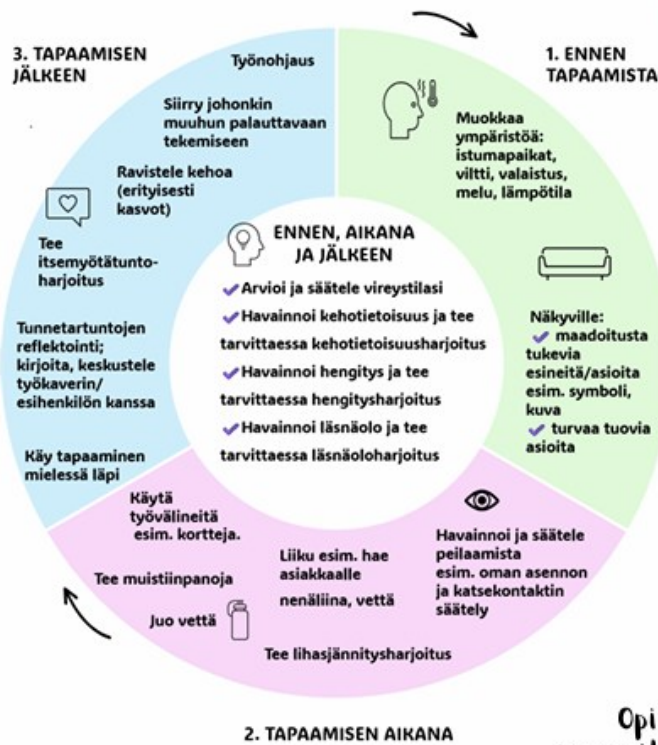 1. ENNEN
TAPAAMISTA
Muokkaa
ympäristöä:
istumapaikat,
viltti, valaistus,
melu, lämpötila
Näkyville:
maadoitusta
tukevia
esineitä/asioita
esim. symboli,
kuva
turvaa tuovia
asioita
2. TAPAAMISEN AIKANA
Havainnoi ja säätele
peilaamista
esim. oman asennon
ja katsekontaktin
säätely
Liiku esim. hae
asiakkaalle
nenäliina, vettä
Tee lihasjännitysharjoitus
Käytä
työvälineitä
esim. kortteja.
Tee muistiinpanoja
Juo vettä
3. TAPAAMISEN
JÄLKEEN
Työnohjaus
Siirry johonkin
muuhun palauttavaan
tekemiseen
Ravistele kehoa
(erityisesti
kasvot)
Tee
itsemyötätunto-
harjoitus
Tunnetartuntojen
reflektointi;
kirjoita, keskustele
työkaverin/
esihenkilön kanssa
Käy tapaaminen
mielessä läpi
ENNEN, AIKANA
JA JÄLKEEN
Arvioi ja säätele vireystilasi
Havainnoi kehotietoisuus ja tee
tarvittaessa kehotietoisuusharjoitus
Havainnoi hengitys ja tee
tarvittaessa hengitysharjoitus
Havainnoi läsnäolo ja tee
tarvittaessa läsnäoloharjoitus
Opi